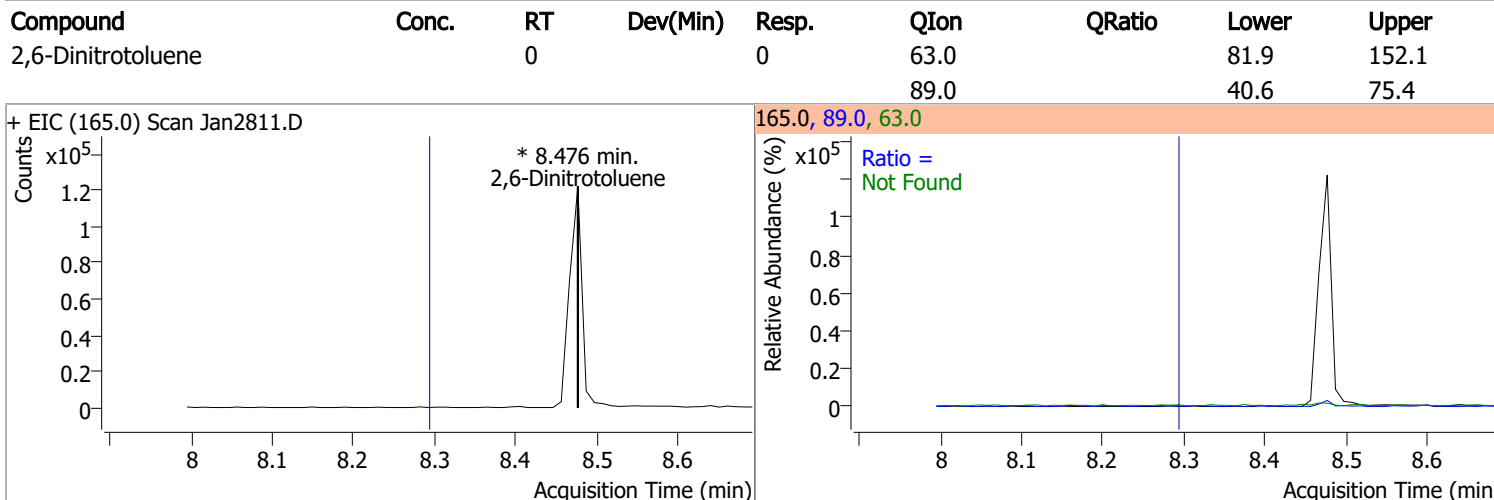 Compound Conc. RT Dev(Min) Resp. QIon QRatio Lower Upper
2,6-Dinitrotoluene 0 0 63.0 81.9 152.1
89.0 40.6 75.4
+ EIC (165.0) Scan Jan2811.D
Counts
x10⁵
* 8.476 min.
2,6-Dinitrotoluene
1.2
1
0.8
0.6
0.4
0.2
0
8 8.1 8.2 8.3 8.4 8.5 8.6
Acquisition Time (min)
165.0, 89.0, 63.0
Relative Abundance (%)
x10⁵
Ratio =
Not Found
1
0.8
0.6
0.4
0.2
0
8 8.1 8.2 8.3 8.4 8.5 8.6
Acquisition Time (min